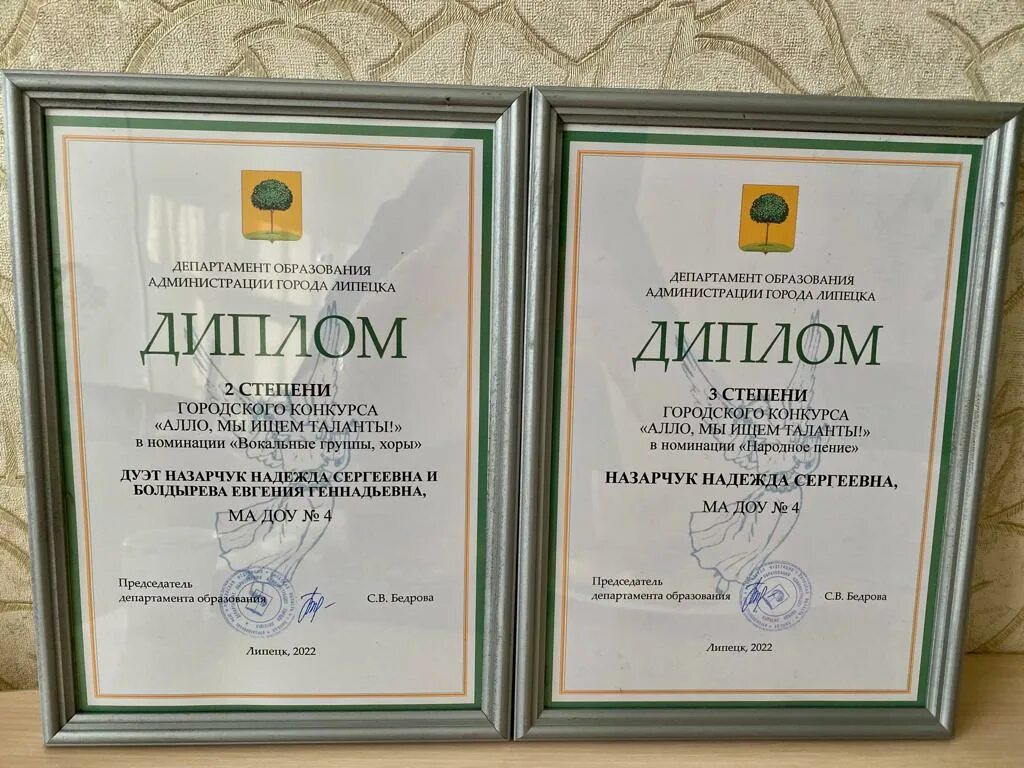 ДЕПАРТАМЕНТ ОБРАЗОВАНИЯ
АДМИНИСТРАЦИИ ГОРОДА ЛИПЕЦКА
ДИПЛОМ
2 СТЕПЕНИ
ГОРОДСКОГО КОНКУРСА
«АЛЛО, МЫ ИЩЕМ ТАЛАНТЫ!»
в номинации «Вокальные группы, хоры»
ДУЭТ НАЗАРЧУК НАДЕЖДА СЕРГЕЕВНА И
БОЛДЫРЕВА ЕВГЕНИЯ ГЕННАДЬЕВНА,
МА ДОУ № 4
Председатель
департамента образования
С.В. Бедрова
Липецк, 2022
ДЕПАРТАМЕНТ ОБРАЗОВАНИЯ
АДМИНИСТРАЦИИ ГОРОДА ЛИПЕЦКА
ДИПЛОМ
3 СТЕПЕНИ
ГОРОДСКОГО КОНКУРСА
«АЛЛО, МЫ ИЩЕМ ТАЛАНТЫ!»
в номинации «Народное пение»
НАЗАРЧУК НАДЕЖДА СЕРГЕЕВНА,
МА ДОУ № 4
Председатель
департамента образования
С.В. Бедрова
Липецк, 2022